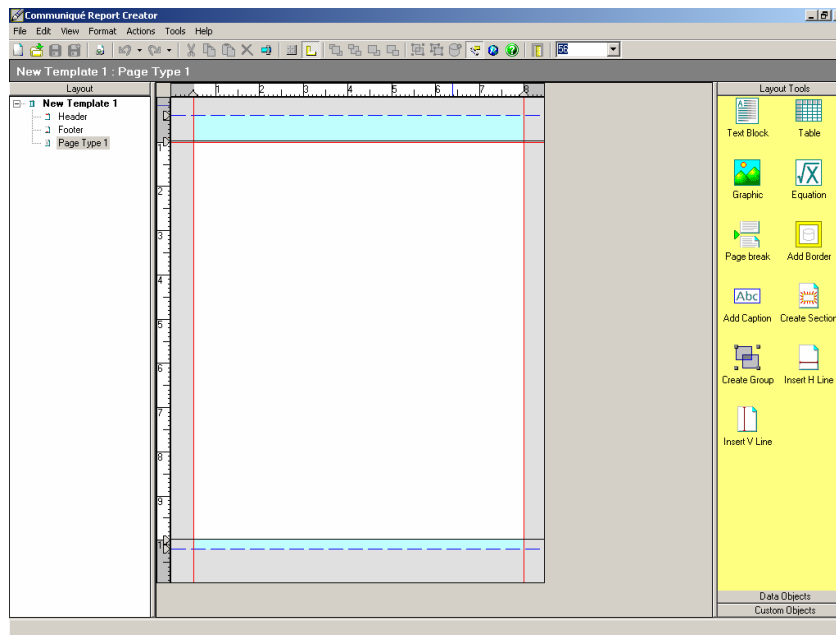 Communiqué Report Creator
File Edit View Format Actions Tools Help
56
New Template 1 : Page Type 1
Layout
New Template 1
Header
Footer
Page Type 1
1 2 3 4 5 6 7 8
1
2
3
4
5
6
7
8
9
1
Layout Tools
Text Block Table
Graphic Equation
Page break Add Border
Abc
Add Caption Create Section
Create Group Insert H Line
Insert V Line
Data Objects
Custom Objects